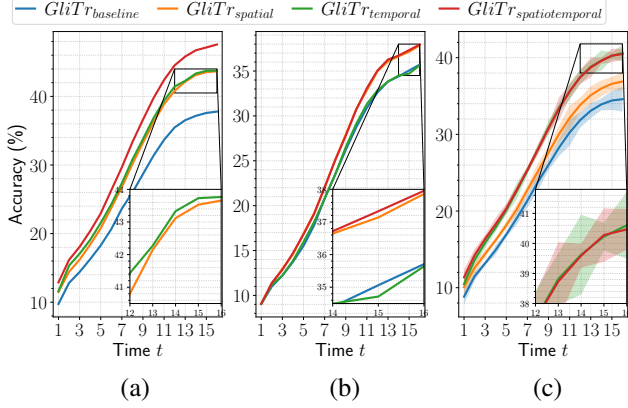 GliTr_baseline GliTr_spatial GliTr_temporal GliTr_spatiotemporal
Accuracy (%)
40
30
20
10
44
43
42
41
12 13 14 15 16
1 3 5 7 9 11 13 15
Time t
(a)
35
30
25
20
15
10
38
37
36
35
14 15 16
1 3 5 7 9 11 13 15
Time t
(b)
40
30
20
10
41
40
39
38
12 13 14 15 16
1 3 5 7 9 11 13 15
Time t
(c)